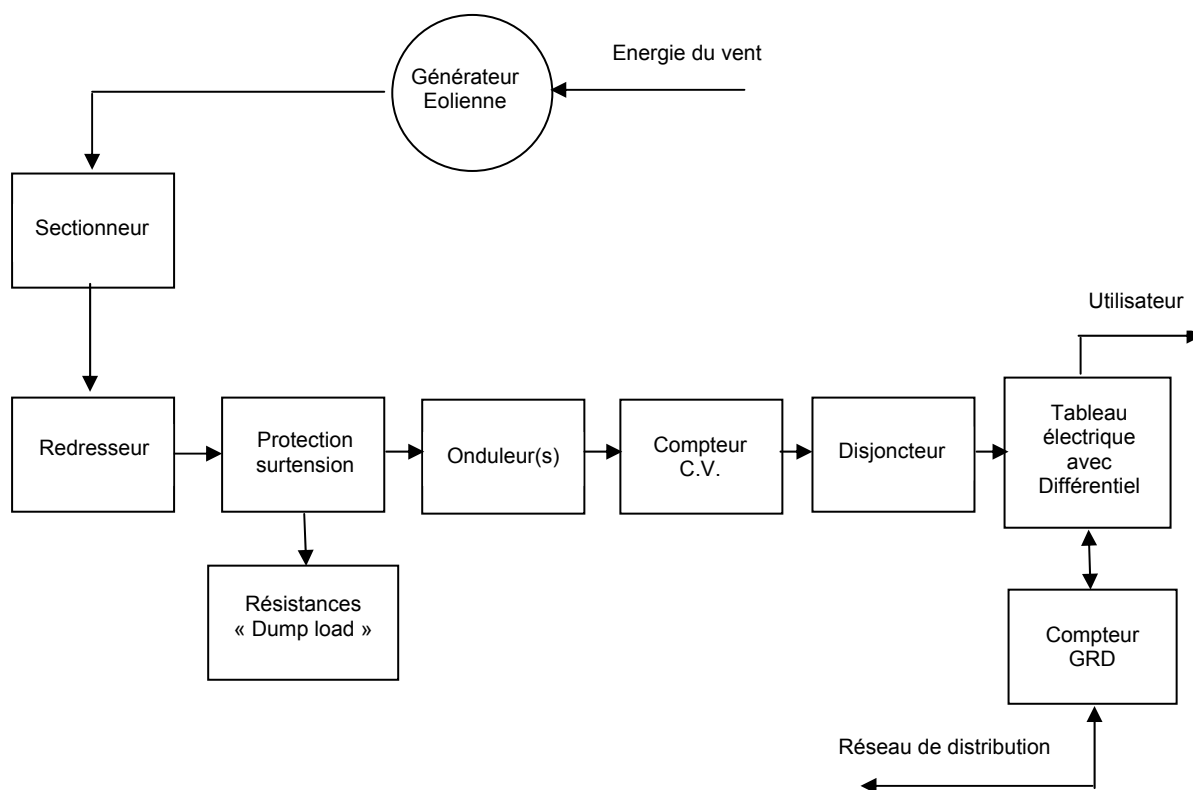 Energie du vent
Générateur
Eolienne
Sectionneur
Utilisateur
Redresseur
Protection
surtension
Onduleur(s)
Compteur
C.V.
Disjoncteur
Tableau
électrique
avec
Différentiel
Résistances
« Dump load »
Compteur
GRD
Réseau de distribution